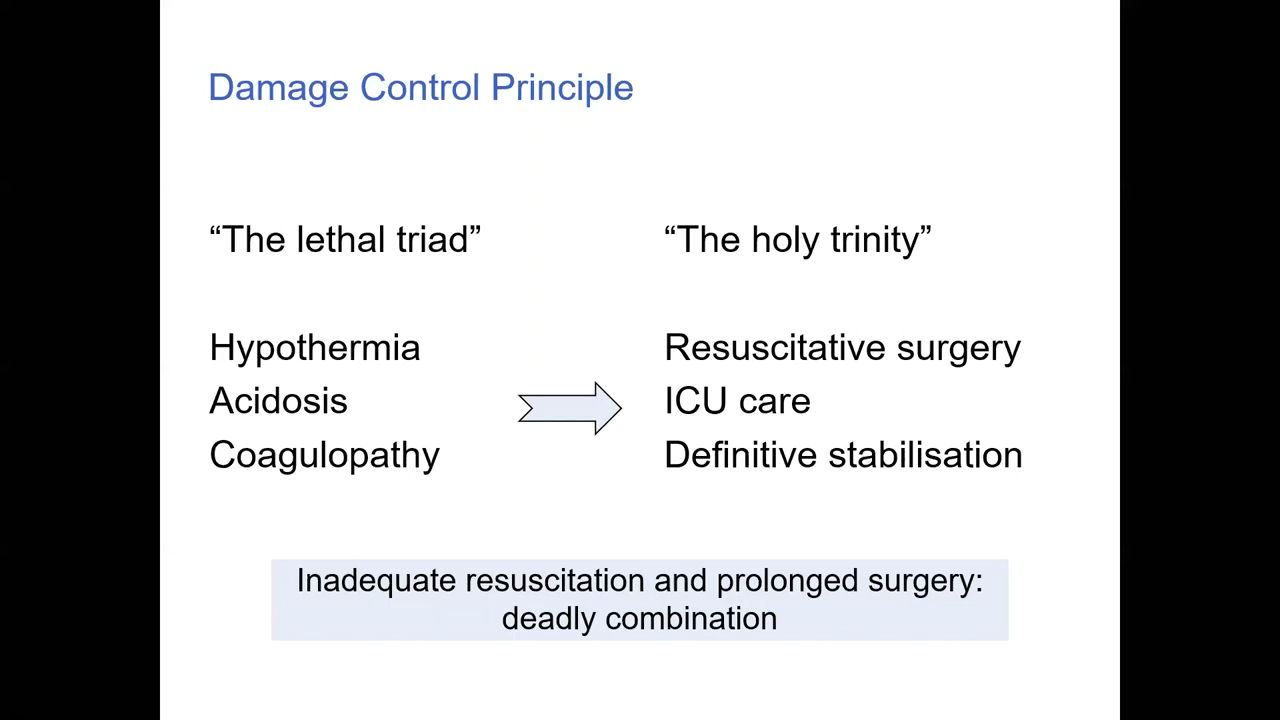 Damage Control Principle
“The lethal triad”
Hypothermia
Acidosis
Coagulopathy
“The holy trinity”
Resuscitative surgery
ICU care
Definitive stabilisation
Inadequate resuscitation and prolonged surgery:
deadly combination